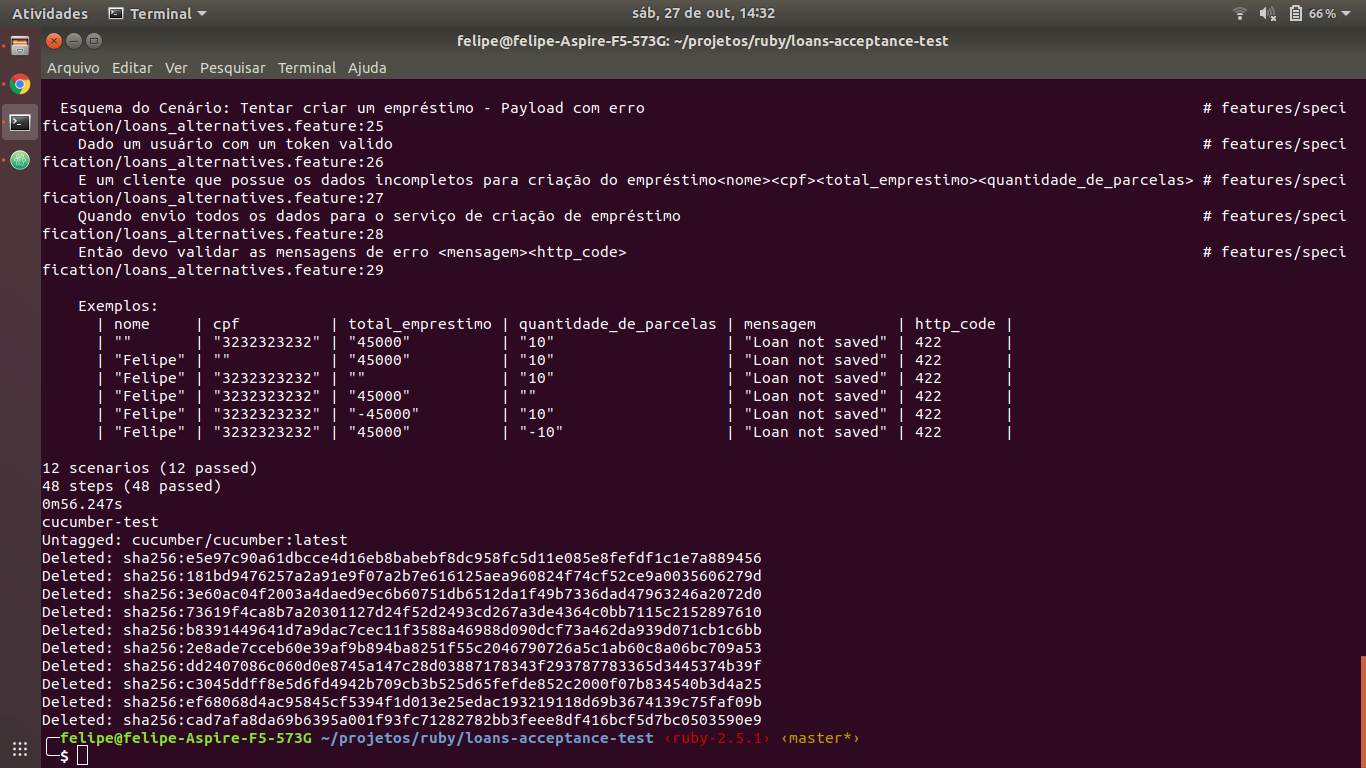 Atividades Terminal sáb, 27 de out, 14:32 66%
felipe@felipe-Aspire-F5-573G: ~/projetos/ruby/loans-acceptance-test
Arquivo Editar Ver Pesquisar Terminal Ajuda
Esquema do Cenário: Tentar criar um empréstimo - Payload com erro # features/speci
fication/loans_alternatives.feature:25
Dado um usuário com um token valido # features/speci
fication/loans_alternatives.feature:26
E um cliente que possue os dados incompletos para criação do empréstimo<nome><cpf><total_emprestimo><quantidade_de_parcelas> # features/speci
fication/loans_alternatives.feature:27
Quando envio todos os dados para o serviço de criação de empréstimo # features/speci
fication/loans_alternatives.feature:28
Então devo validar as mensagens de erro <mensagem><http_code> # features/speci
fication/loans_alternatives.feature:29
Exemplos:
| nome | cpf | total_emprestimo | quantidade_de_parcelas | mensagem | http_code |
| "" | "3232323232" | "45000" | "10" | "Loan not saved" | 422 |
| "Felipe" | "" | "45000" | "10" | "Loan not saved" | 422 |
| "Felipe" | "3232323232" | "" | "10" | "Loan not saved" | 422 |
| "Felipe" | "3232323232" | "45000" | "" | "Loan not saved" | 422 |
| "Felipe" | "3232323232" | "-45000" | "10" | "Loan not saved" | 422 |
| "Felipe" | "3232323232" | "45000" | "-10" | "Loan not saved" | 422 |
12 scenarios (12 passed)
48 steps (48 passed)
0m56.247s
cucumber-test
Untagged: cucumber/cucumber:latest
Deleted: sha256:e5e97c90a61dbcce4d16eb8babebf8dc958fc5d11e085e8fefdf1c1e7a889456
Deleted: sha256:181bd9476257a2a91e9f07a2b7e616125aea960824f74cf52ce9a0035606279d
Deleted: sha256:3e60ac04f2003a4daed9ec6b60751db6512da1f49b7336dad47963246a2072d0
Deleted: sha256:73619f4ca8b7a20301127d24f52d2493cd267a3de4364c0bb7115c2152897610
Deleted: sha256:b8391449641d7a9dac7cec11f3588a46988d090dcf73a462da939d071cb1c6bb
Deleted: sha256:2e8ade7cceb60e39af9b894ba8251f55c2046790726a5c1ab60c8a06bc709a53
Deleted: sha256:dd2407086c060d0e8745a147c28d03887178343f293787783365d3445374b39f
Deleted: sha256:c3045ddff8e5d6fd4942b709cb3b525d65fefde852c2000f07b834540b3d4a25
Deleted: sha256:ef68068d4ac95845cf5394f1d013e25edac193219118d69b3674139c75faf09b
Deleted: sha256:cad7afa8da69b6395a001f93fc71282782bb3feee8df416bcf5d7bc0503590e9
felipe@felipe-Aspire-F5-573G ~/projetos/ruby/loans-acceptance-test ‹ruby-2.5.1› ‹master*›
$